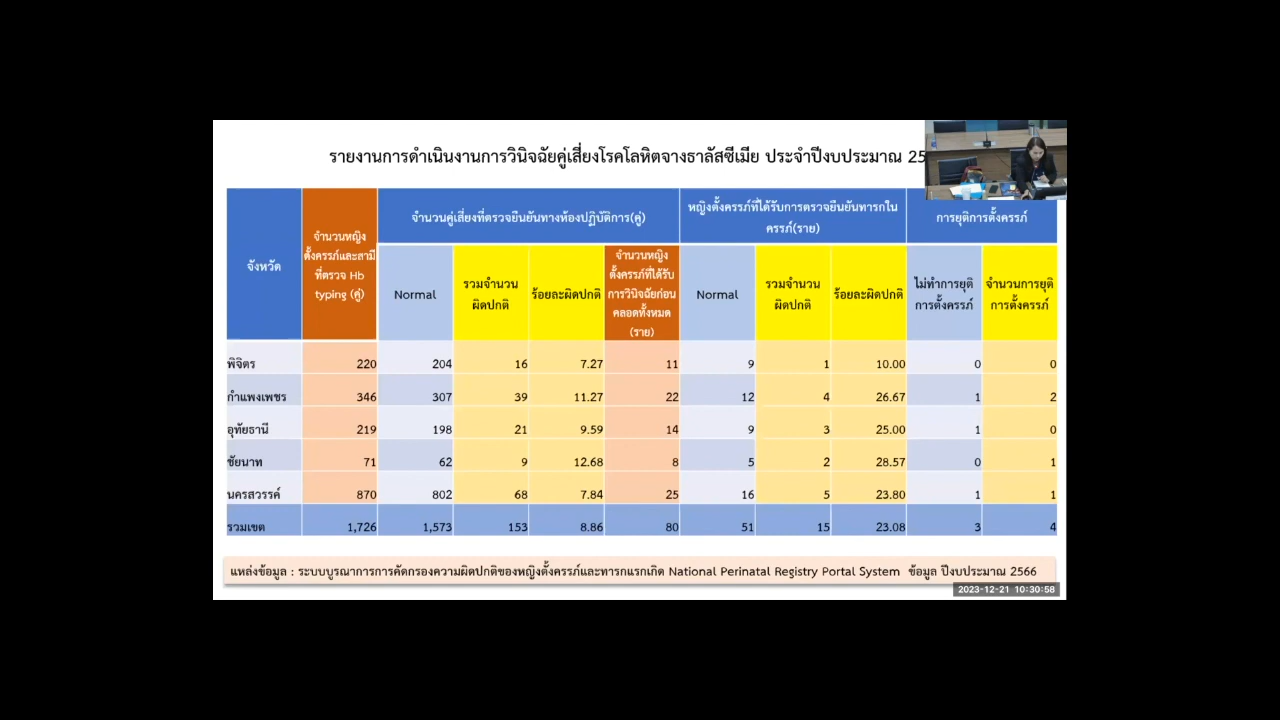 รายงานการดำเนินงานการวินิจฉัยคู่เสี่ยงโรคโลหิตจางธาลัสซีเมีย ประจำปีงบประมาณ 25
จังหวัด
จำนวนหญิง
ตั้งครรภ์และสามี
ที่ตรวจ Hb
typing (คู่)
จำนวนคู่เสี่ยงที่ตรวจยืนยันทางห้องปฏิบัติการ(คู่)
หญิงตั้งครรภ์ที่ได้รับการตรวจยืนยันทารกใน
ครรภ์(ราย)
การยุติการตั้งครรภ์
Normal
รวมจำนวน
ผิดปกติ
ร้อยละผิดปกติ
จำนวนหญิง
ตั้งครรภ์ที่ได้รับ
การวินิจฉัยก่อน
คลอดทั้งหมด
(ราย)
Normal
รวมจำนวน
ผิดปกติ
ร้อยละผิดปกติ
ไม่ทำการยุติ
การตั้งครรภ์
จำนวนการยุติ
การตั้งครรภ์
พิจิตร 220 204 16 7.27 11 9 1 10.00 0 0
กำแพงเพชร 346 307 39 11.27 22 12 4 26.67 1 2
อุทัยธานี 219 198 21 9.59 14 9 3 25.00 1 0
ชัยนาท 71 62 9 12.68 8 5 2 28.57 0 1
นครสวรรค์ 870 802 68 7.84 25 16 5 23.80 1 1
รวมเขต 1,726 1,573 153 8.86 80 51 15 23.08 3 4
แหล่งข้อมูล : ระบบบูรณาการการคัดกรองความผิดปกติของหญิงตั้งครรภ์และทารกแรกเกิด National Perinatal Registry Portal System ข้อมูล ปีงบประมาณ 2566
2023-12-21 10:30:58